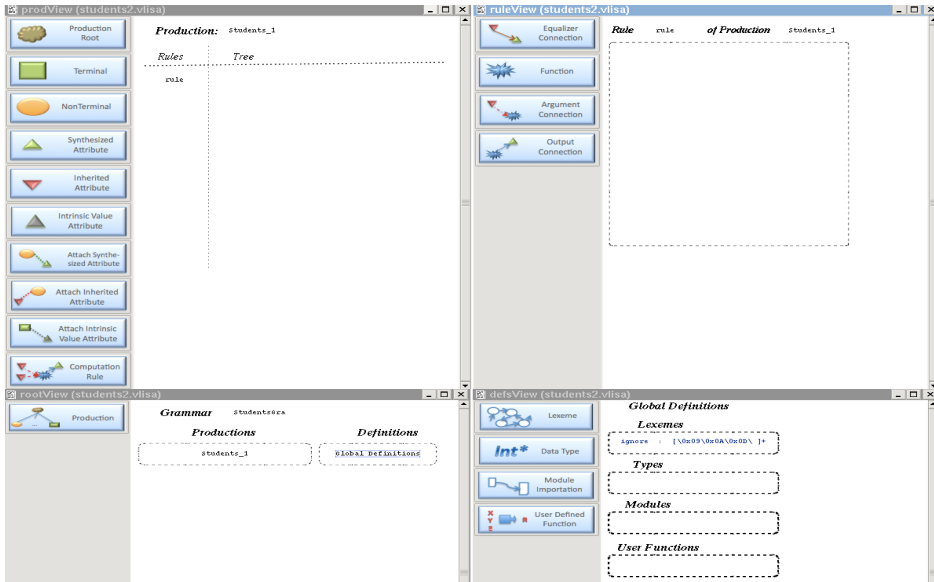 prodView (students2.vlisa)
Production
Root
Terminal
NonTerminal
Synthesized
Attribute
Inherited
Attribute
Intrinsic Value
Attribute
Attach Synthe-
sized Attribute
Attach Inherited
Attribute
Attach Intrinsic
Value Attribute
Computation
Rule
Production: Students_1
Rules Tree
rule
ruleView (students2.vlisa)
Equalizer
Connection
Function
Argument
Connection
Output
Connection
Rule rule of Production Students_1
rootView (students2.vlisa)
Production
Grammar StudentsGra
Productions Definitions
Students_1 Global Definitions
defsView (students2.vlisa)
Lexeme
Int* Data Type
Module
Importation
X
Y
Z
R
User Defined
Function
Global Definitions
Lexemes
ignore : [\0x09\0x0A\0x0D\ ]+
Types
Modules
User Functions